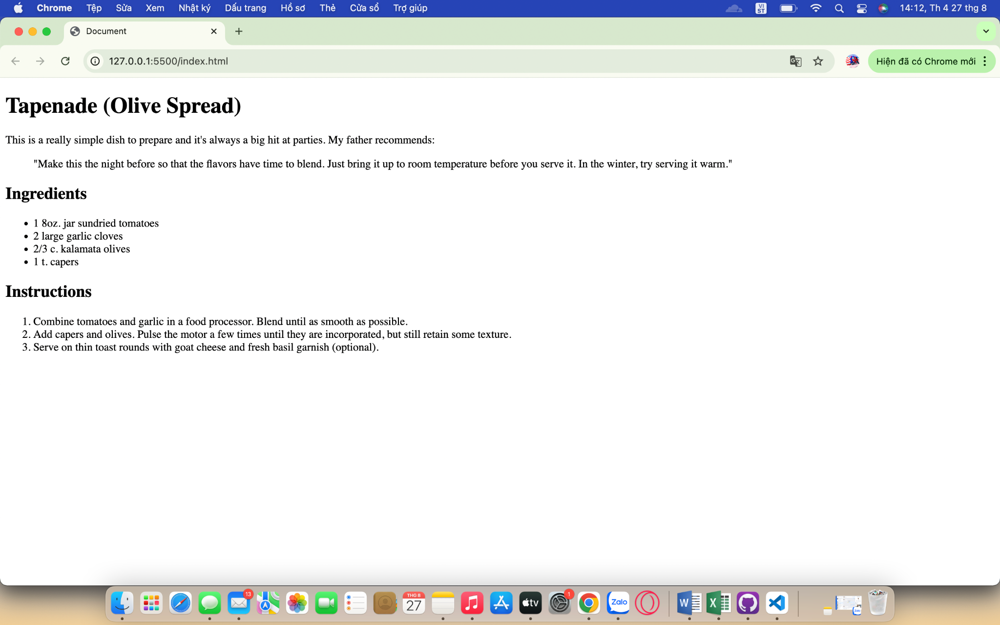 Chrome Tệp Sửa Xem Nhật ký Dấu trang Hồ sơ Thẻ Cửa sổ Trợ giúp VI ST 14:12, Th 4 27 thg 8
Document
127.0.0.1:5500/index.html Hiện đã có Chrome mới
Tapenade (Olive Spread)
This is a really simple dish to prepare and it's always a big hit at parties. My father recommends:
"Make this the night before so that the flavors have time to blend. Just bring it up to room temperature before you serve it. In the winter, try serving it warm."
Ingredients
• 1 8oz. jar sundried tomatoes
• 2 large garlic cloves
• 2/3 c. kalamata olives
• 1 t. capers
Instructions
1. Combine tomatoes and garlic in a food processor. Blend until as smooth as possible.
2. Add capers and olives. Pulse the motor a few times until they are incorporated, but still retain some texture.
3. Serve on thin toast rounds with goat cheese and fresh basil garnish (optional).
13 THG 8 27 tv 1 Zalo W X Zalo